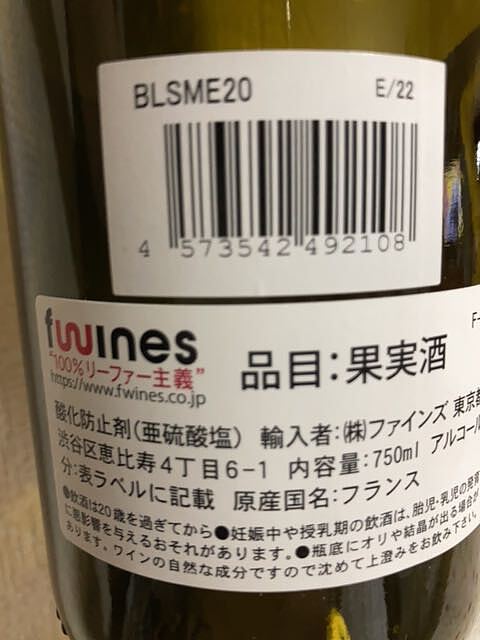 BLSME20 E/22
4 573542 492108
fwines
"100%リーファー主義"
https://www.fwines.co.jp
品目:果実酒
F-
酸化防止剤(亜硫酸塩) 輸入者:(株)ファインズ 東京都
渋谷区恵比寿4丁目6-1 内容量:750ml アルコール
分:表ラベルに記載 原産国名:フランス
●飲酒は20歳を過ぎてから●妊娠中や授乳期の飲酒は、胎児・乳児の発育
に悪影響を与えるおそれがあります。●瓶底にオリや結晶が出る場合が
あります。ワインの自然な成分ですので沈めて上澄みをお飲み下さい。